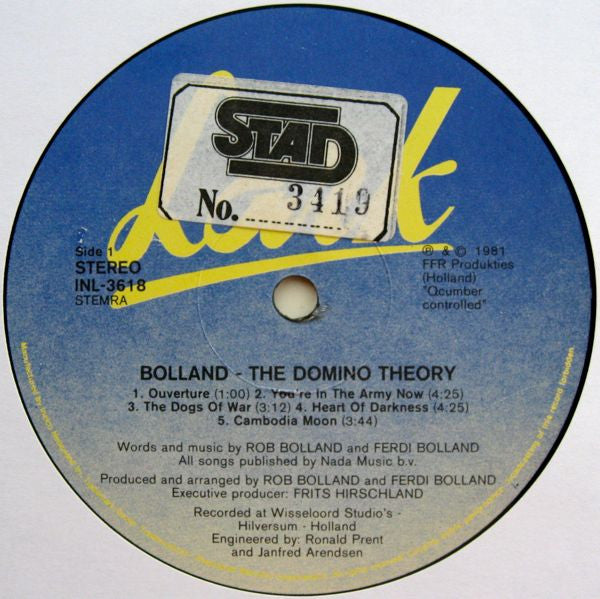 Lark
STAD
No. 3419
Side 1
STEREO
INL-3618
STEMRA
℗ & © 1981
FFR Produkties
(Holland)
"Qcumber
controlled"
BOLLAND - THE DOMINO THEORY
1. Ouverture (1:00) 2. You're In The Army Now (4:25)
3. The Dogs Of War (3:12) 4. Heart Of Darkness (4:25)
5. Cambodia Moon (3:44)
Words and music by ROB BOLLAND and FERDI BOLLAND
All songs published by Nada Music b.v.
Produced and arranged by ROB BOLLAND and FERDI BOLLAND
Executive producer: FRITS HIRSCHLAND
Recorded at Wisseloord Studio's -
Hilversum - Holland
Engineered by: Ronald Prent
and Janfred Arendsen